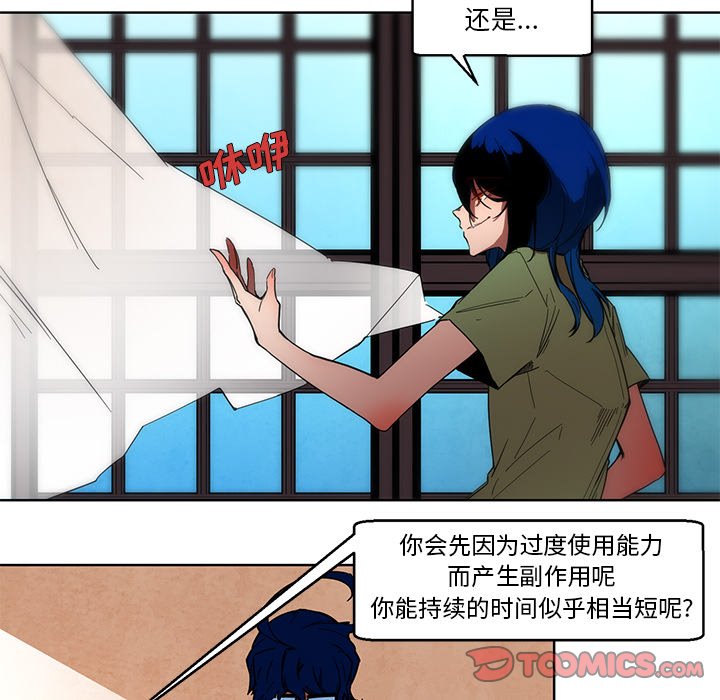 还是...
咻咿
你会先因为过度使用能力
而产生副作用呢
你能持续的时间似乎相当短呢?
TOOMICS.COM